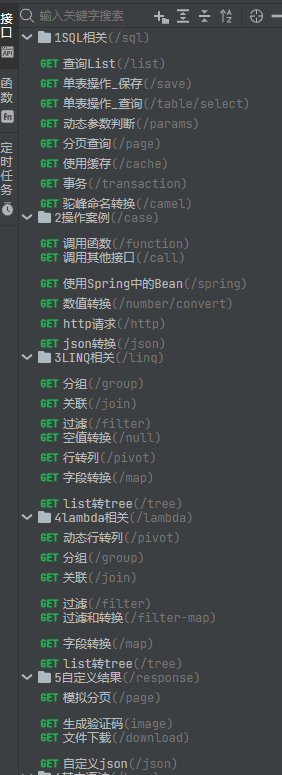 接口
API
函数
fn
定时任务
输入关键字搜索
1SQL相关(/sql)
GET 查询List(/list)
GET 单表操作_保存(/save)
GET 单表操作_查询(/table/select)
GET 动态参数判断(/params)
GET 分页查询(/page)
GET 使用缓存(/cache)
GET 事务(/transaction)
GET 驼峰命名转换(/camel)
2操作案例(/case)
GET 调用函数(/function)
GET 调用其他接口(/call)
GET 使用Spring中的Bean(/spring)
GET 数值转换(/number/convert)
GET http请求(/http)
GET json转换(/json)
3LINQ相关(/linq)
GET 分组(/group)
GET 关联(/join)
GET 过滤(/filter)
GET 空值转换(/null)
GET 行转列(/pivot)
GET 字段转换(/map)
GET list转tree(/tree)
4lambda相关(/lambda)
GET 动态行转列(/pivot)
GET 分组(/group)
GET 关联(/join)
GET 过滤(/filter)
GET 过滤和转换(/filter-map)
GET 字段转换(/map)
GET list转tree(/tree)
5自定义结果(/response)
GET 模拟分页(/page)
GET 生成验证码(image)
GET 文件下载(/download)
GET 自定义json(/json)